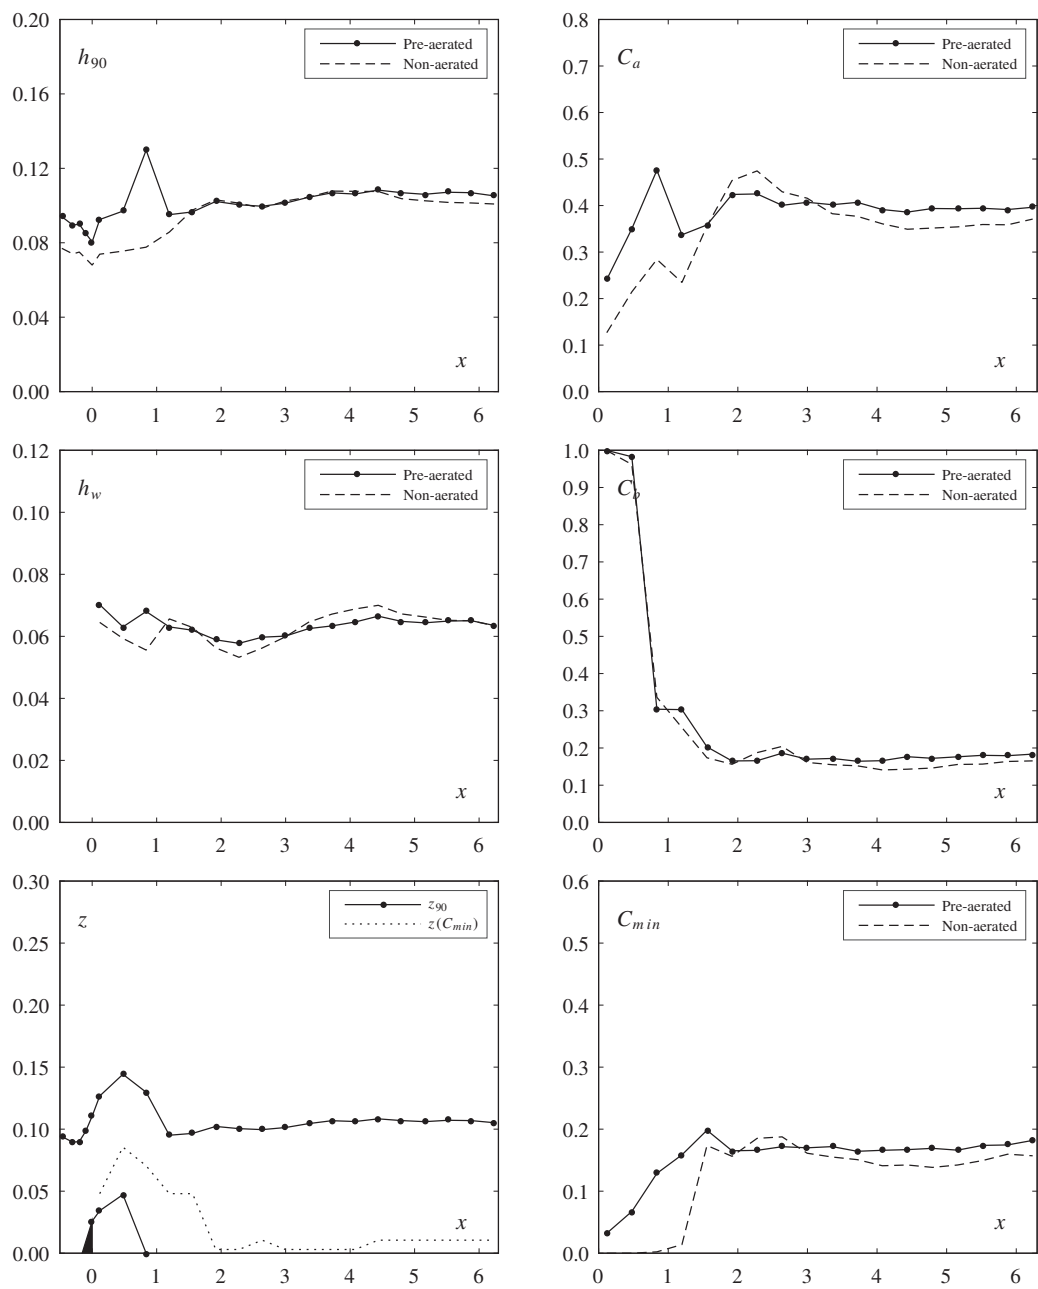 0.20
0.16
0.12
0.08
0.04
0.00
h90
Pre-aerated
Non-aerated
x
0 1 2 3 4 5 6
0.8
0.7
0.6
0.5
0.4
0.3
0.2
0.1
0.0
Ca
Pre-aerated
Non-aerated
x
0 1 2 3 4 5 6
0.12
0.10
0.08
0.06
0.04
0.02
0.00
hw
Pre-aerated
Non-aerated
x
0 1 2 3 4 5 6
1.0
0.9
0.8
0.7
0.6
0.5
0.4
0.3
0.2
0.1
0.0
Cb
Pre-aerated
Non-aerated
x
0 1 2 3 4 5 6
0.30
0.25
0.20
0.15
0.10
0.05
0.00
z
z90
z(Cmin)
x
0 1 2 3 4 5 6
0.6
0.5
0.4
0.3
0.2
0.1
0.0
Cmin
Pre-aerated
Non-aerated
x
0 1 2 3 4 5 6